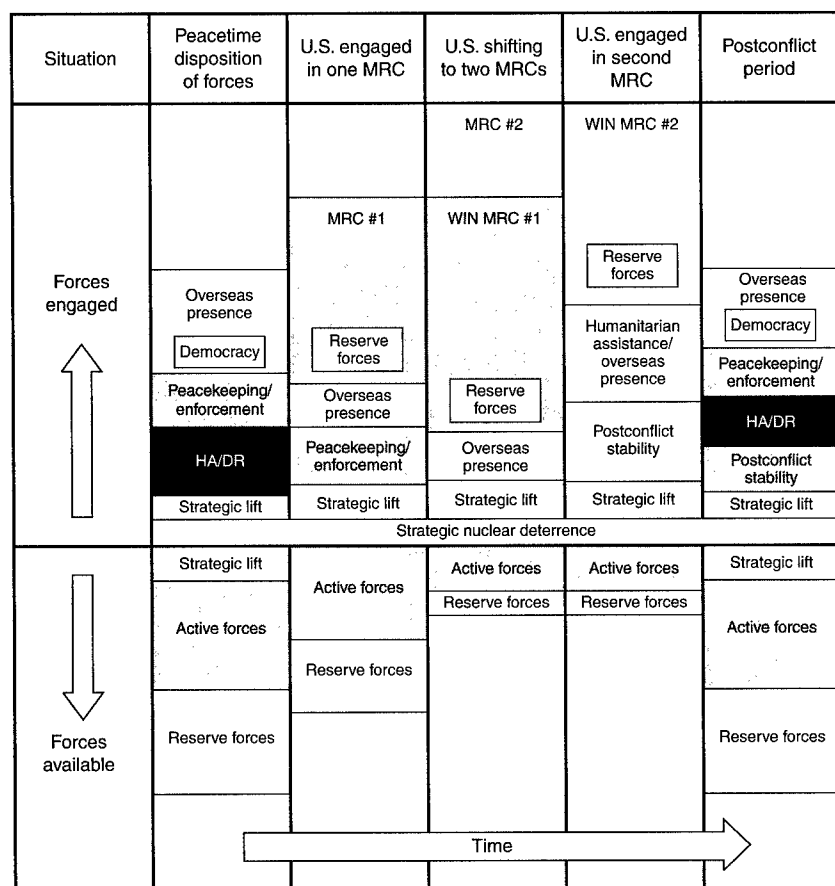 Situation
Peacetime
disposition
of forces
U.S. engaged
in one MRC
U.S. shifting
to two MRCs
U.S. engaged
in second
MRC
Postconflict
period
Forces
engaged
Overseas
presence
Democracy
Peacekeeping/
enforcement
HA/DR
Strategic lift
MRC #1
Reserve
forces
Overseas
presence
Peacekeeping/
enforcement
Strategic lift
MRC #2
WIN MRC #1
Reserve
forces
Overseas
presence
Strategic lift
WIN MRC #2
Reserve
forces
Humanitarian
assistance/
overseas
presence
Postconflict
stability
Strategic lift
Overseas
presence
Democracy
Peacekeeping/
enforcement
HA/DR
Postconflict
stability
Strategic lift
Strategic nuclear deterrence
Forces
available
Strategic lift
Active forces
Reserve forces
Active forces
Reserve forces
Active forces
Reserve forces
Active forces
Reserve forces
Strategic lift
Active forces
Reserve forces
Time